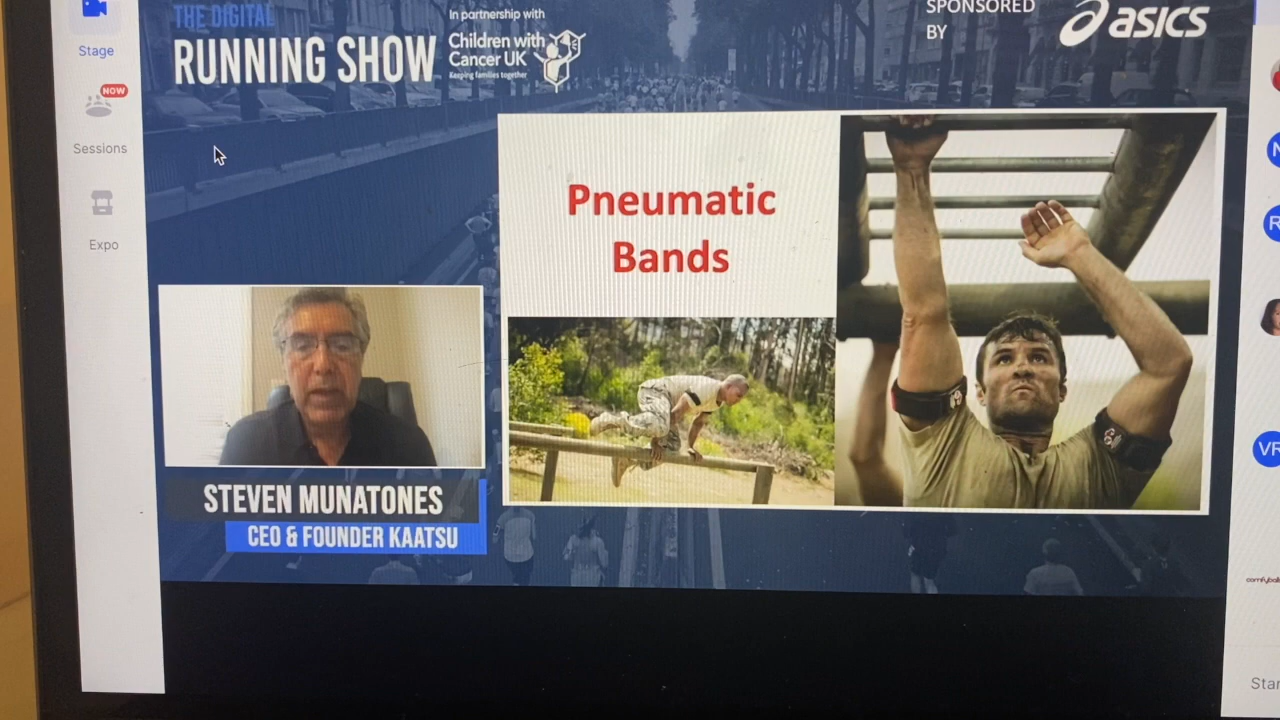 Stage
NOW
Sessions
Expo
THE DIGITAL
RUNNING SHOW
In partnership with
Children with
Cancer UK
Keeping families together
SPONSORED
BY
asics
Pneumatic
Bands
STEVEN MUNATONES
CEO & FOUNDER KAATSU
N
R
VR